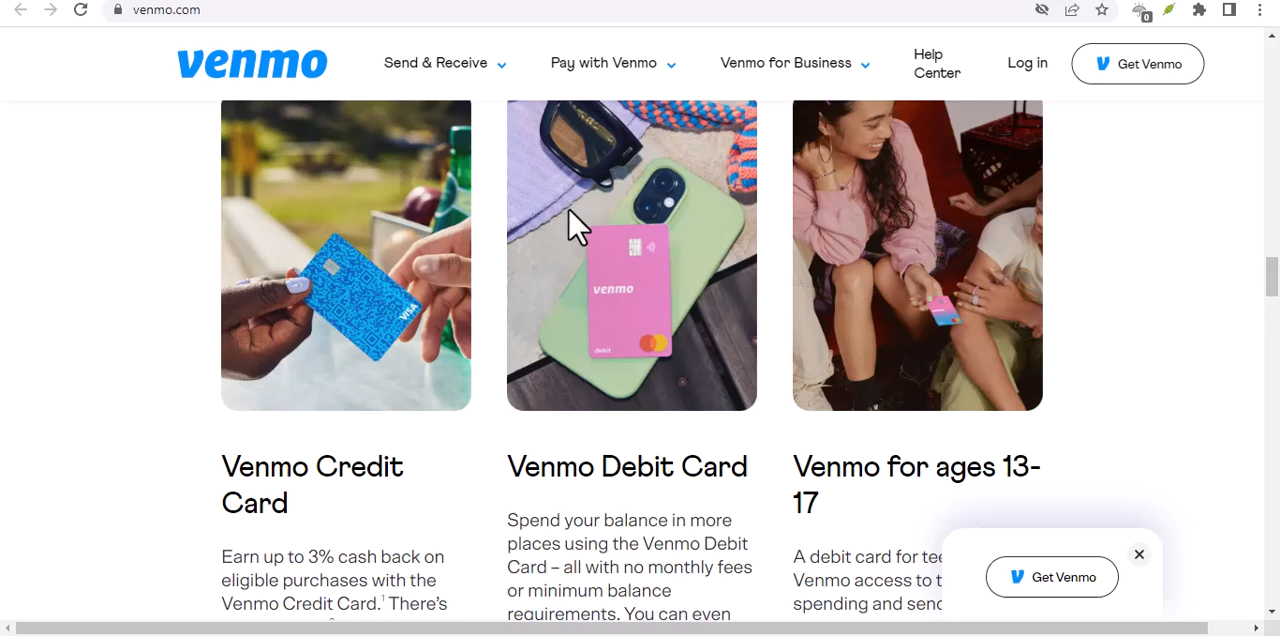 venmo.com
0
venmo
Send & Receive
Pay with Venmo
Venmo for Business
Help
Center
Log in
Get Venmo
VISA
venmo
debit
Venmo Credit
Card
Earn up to 3% cash back on
eligible purchases with the
Venmo Credit Card.1 There's
Venmo Debit Card
Spend your balance in more
places using the Venmo Debit
Card – all with no monthly fees
or minimum balance
requirements. You can even
Venmo for ages 13-
17
A debit card for
Venmo access to
spending and
Get Venmo